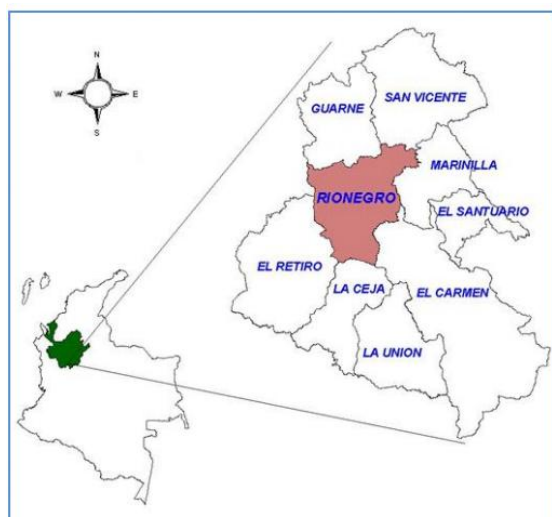 N
W E
S
GUARNE
SAN VICENTE
MARINILLA
RIONEGRO
EL SANTUARIO
EL RETIRO
LA CEJA
EL CARMEN
LA UNION